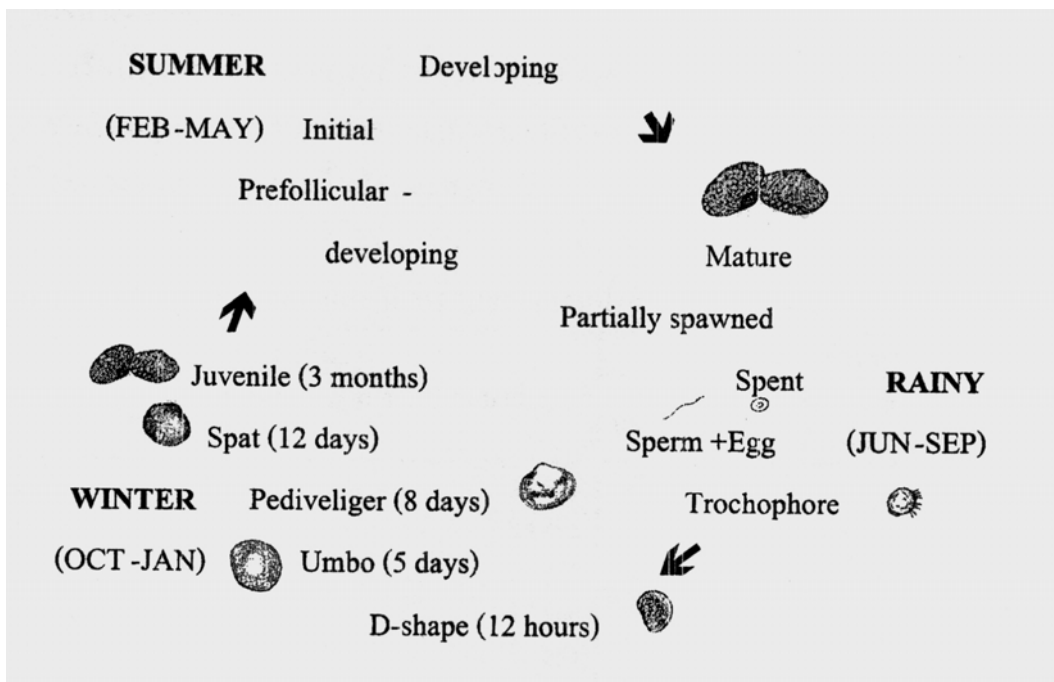 SUMMER Developing
(FEB-MAY) Initial
Prefollicular -
developing Mature
Partially spawned
Juvenile (3 months) Spent RAINY
Spat (12 days) Sperm +Egg (JUN-SEP)
WINTER Pediveliger (8 days) Trochophore
(OCT-JAN) Umbo (5 days)
D-shape (12 hours)